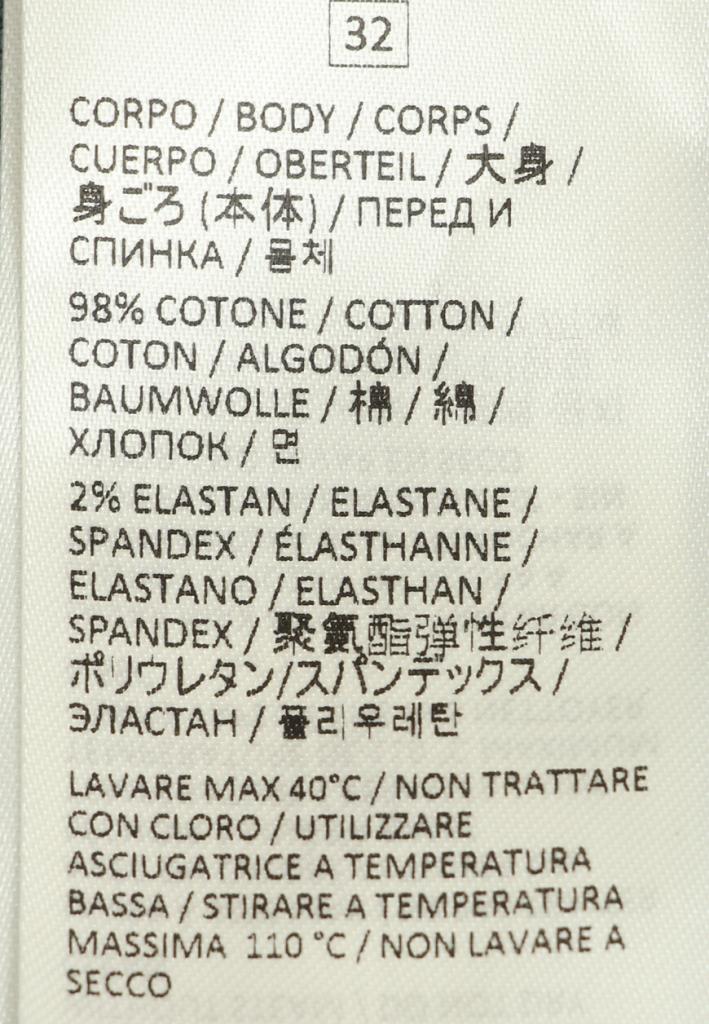 32
CORPO / BODY / CORPS /
CUERPO / OBERTEIL / 大身 /
身ごろ (本体) / ПЕРЕД И
СПИНКА / 몸체
98% COTONE / COTTON /
COTON / ALGODÓN /
BAUMWOLLE / 棉 / 綿 /
ХЛОПОК / 면
2% ELASTAN / ELASTANE /
SPANDEX / ÉLASTHANNE /
ELASTANO / ELASTHAN /
SPANDEX / 聚氨酯弹性纤维 /
ポリウレタン/スパンデックス /
ЭЛАСТАН / 폴리우레탄
LAVARE MAX 40°C / NON TRATTARE
CON CLORO / UTILIZZARE
ASCIUGATRICE A TEMPERATURA
BASSA / STIRARE A TEMPERATURA
MASSIMA 110 °C / NON LAVARE A
SECCO